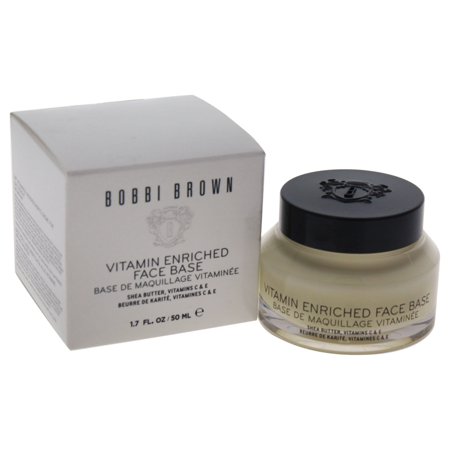 BOBBI BROWN
VITAMIN ENRICHED
FACE BASE
BASE DE MAQUILLAGE VITAMINÉE
SHEA BUTTER, VITAMINS C & E
BEURRE DE KARITÉ, VITAMINES C & E
1.7 FL. OZ / 50 ML ℮
VITAMIN ENRICHED FACE BASE
BASE DE MAQUILLAGE VITAMINÉE
SHEA BUTTER, VITAMINS C & E
BEURRE DE KARITÉ, VITAMINES C & E